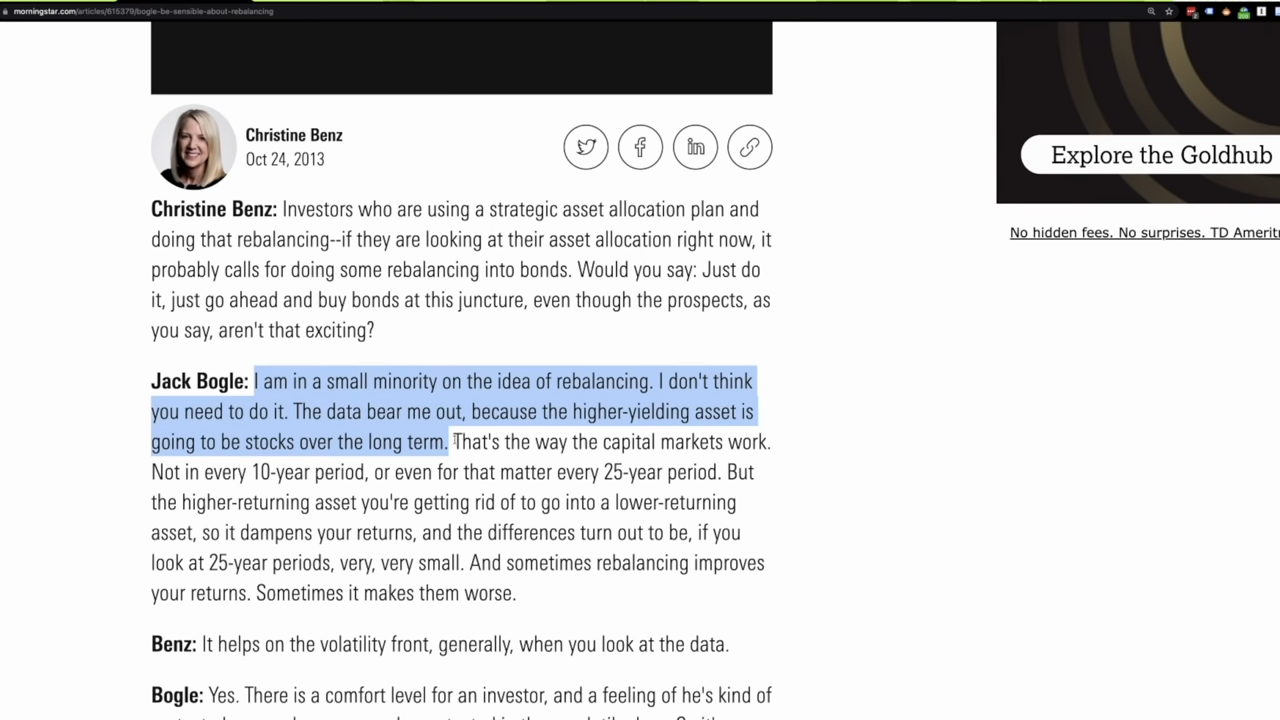 morningstar.com/articles/615379/bogle-be-sensible-about-rebalancing
Christine Benz
Oct 24, 2013
Explore the Goldhub
No hidden fees. No surprises. TD Amerit
Christine Benz: Investors who are using a strategic asset allocation plan and
doing that rebalancing--if they are looking at their asset allocation right now, it
probably calls for doing some rebalancing into bonds. Would you say: Just do
it, just go ahead and buy bonds at this juncture, even though the prospects, as
you say, aren't that exciting?
Jack Bogle: I am in a small minority on the idea of rebalancing. I don't think
you need to do it. The data bear me out, because the higher-yielding asset is
going to be stocks over the long term. That's the way the capital markets work.
Not in every 10-year period, or even for that matter every 25-year period. But
the higher-returning asset you're getting rid of to go into a lower-returning
asset, so it dampens your returns, and the differences turn out to be, if you
look at 25-year periods, very, very small. And sometimes rebalancing improves
your returns. Sometimes it makes them worse.
Benz: It helps on the volatility front, generally, when you look at the data.
Bogle: Yes. There is a comfort level for an investor, and a feeling of he's kind of